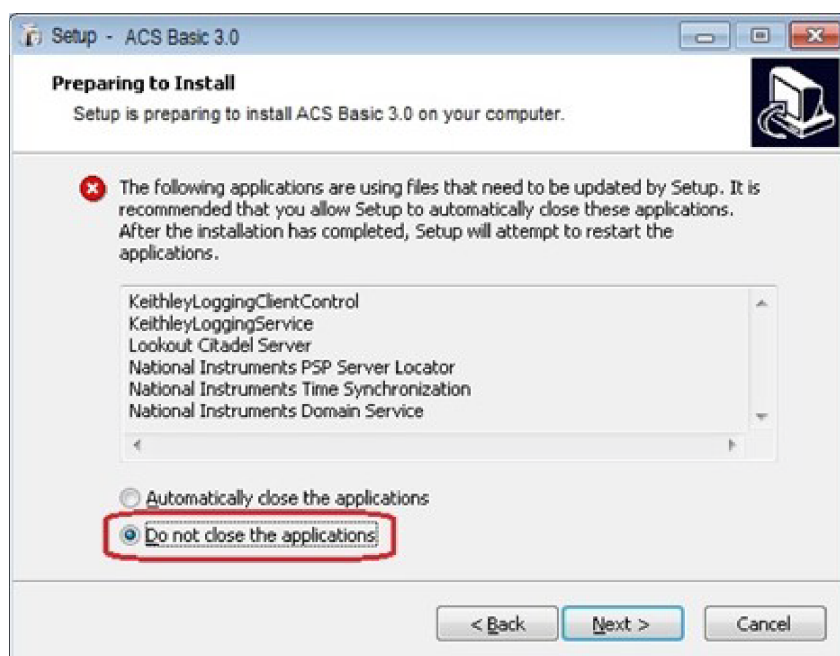 Setup - ACS Basic 3.0
Preparing to Install
Setup is preparing to install ACS Basic 3.0 on your computer.
The following applications are using files that need to be updated by Setup. It is
recommended that you allow Setup to automatically close these applications.
After the installation has completed, Setup will attempt to restart the
applications.
KeithleyLoggingClientControl
KeithleyLoggingService
Lookout Citadel Server
National Instruments PSP Server Locator
National Instruments Time Synchronization
National Instruments Domain Service
Automatically close the applications
Do not close the applications
< Back Next > Cancel